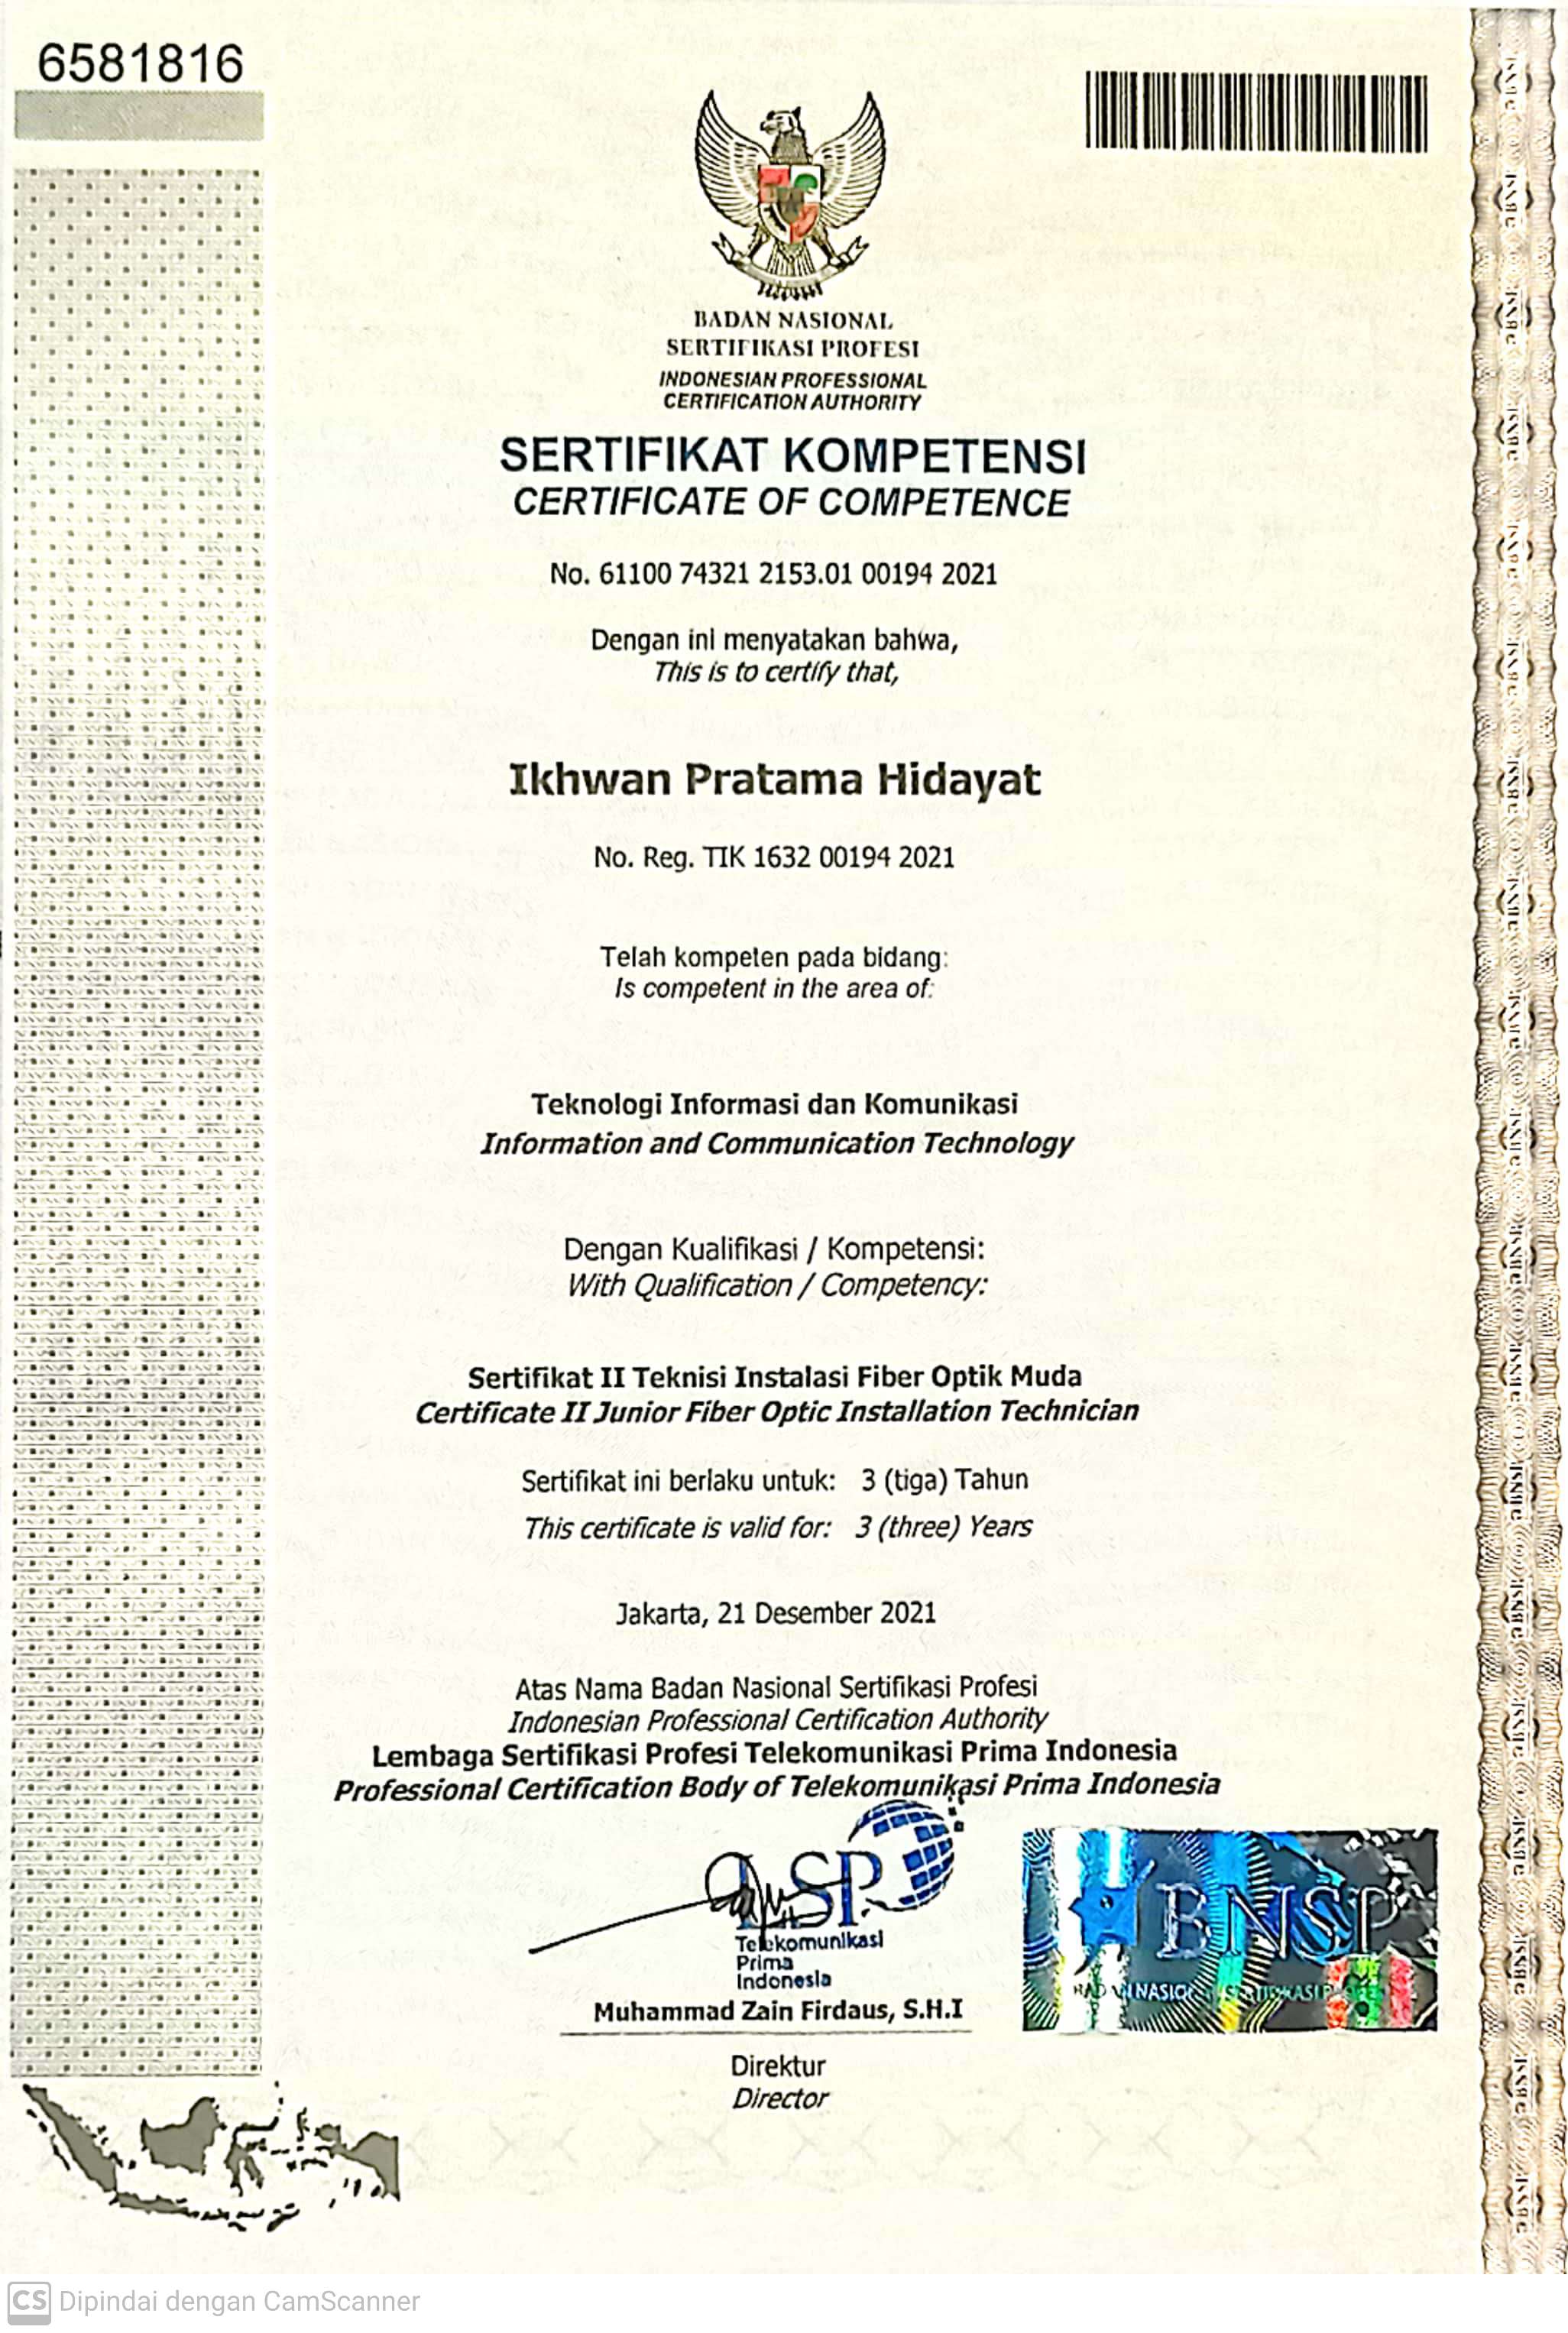 6581816
BADAN NASIONAL
SERTIFIKASI PROFESI
INDONESIAN PROFESSIONAL
CERTIFICATION AUTHORITY
SERTIFIKAT KOMPETENSI
CERTIFICATE OF COMPETENCE
No. 61100 74321 2153.01 00194 2021
Dengan ini menyatakan bahwa,
This is to certify that,
Ikhwan Pratama Hidayat
No. Reg. TIK 1632 00194 2021
Telah kompeten pada bidang:
Is competent in the area of:
Teknologi Informasi dan Komunikasi
Information and Communication Technology
Dengan Kualifikasi / Kompetensi:
With Qualification / Competency:
Sertifikat II Teknisi Instalasi Fiber Optik Muda
Certificate II Junior Fiber Optic Installation Technician
Sertifikat ini berlaku untuk: 3 (tiga) Tahun
This certificate is valid for: 3 (three) Years
Jakarta, 21 Desember 2021
Atas Nama Badan Nasional Sertifikasi Profesi
Indonesian Professional Certification Authority
Lembaga Sertifikasi Profesi Telekomunikasi Prima Indonesia
Professional Certification Body of Telekomunikasi Prima Indonesia
LSP
Telekomunikasi
Prima
Indonesia
BNSP
Muhammad Zain Firdaus, S.H.I
Direktur
Director
CS Dipindai dengan CamScanner